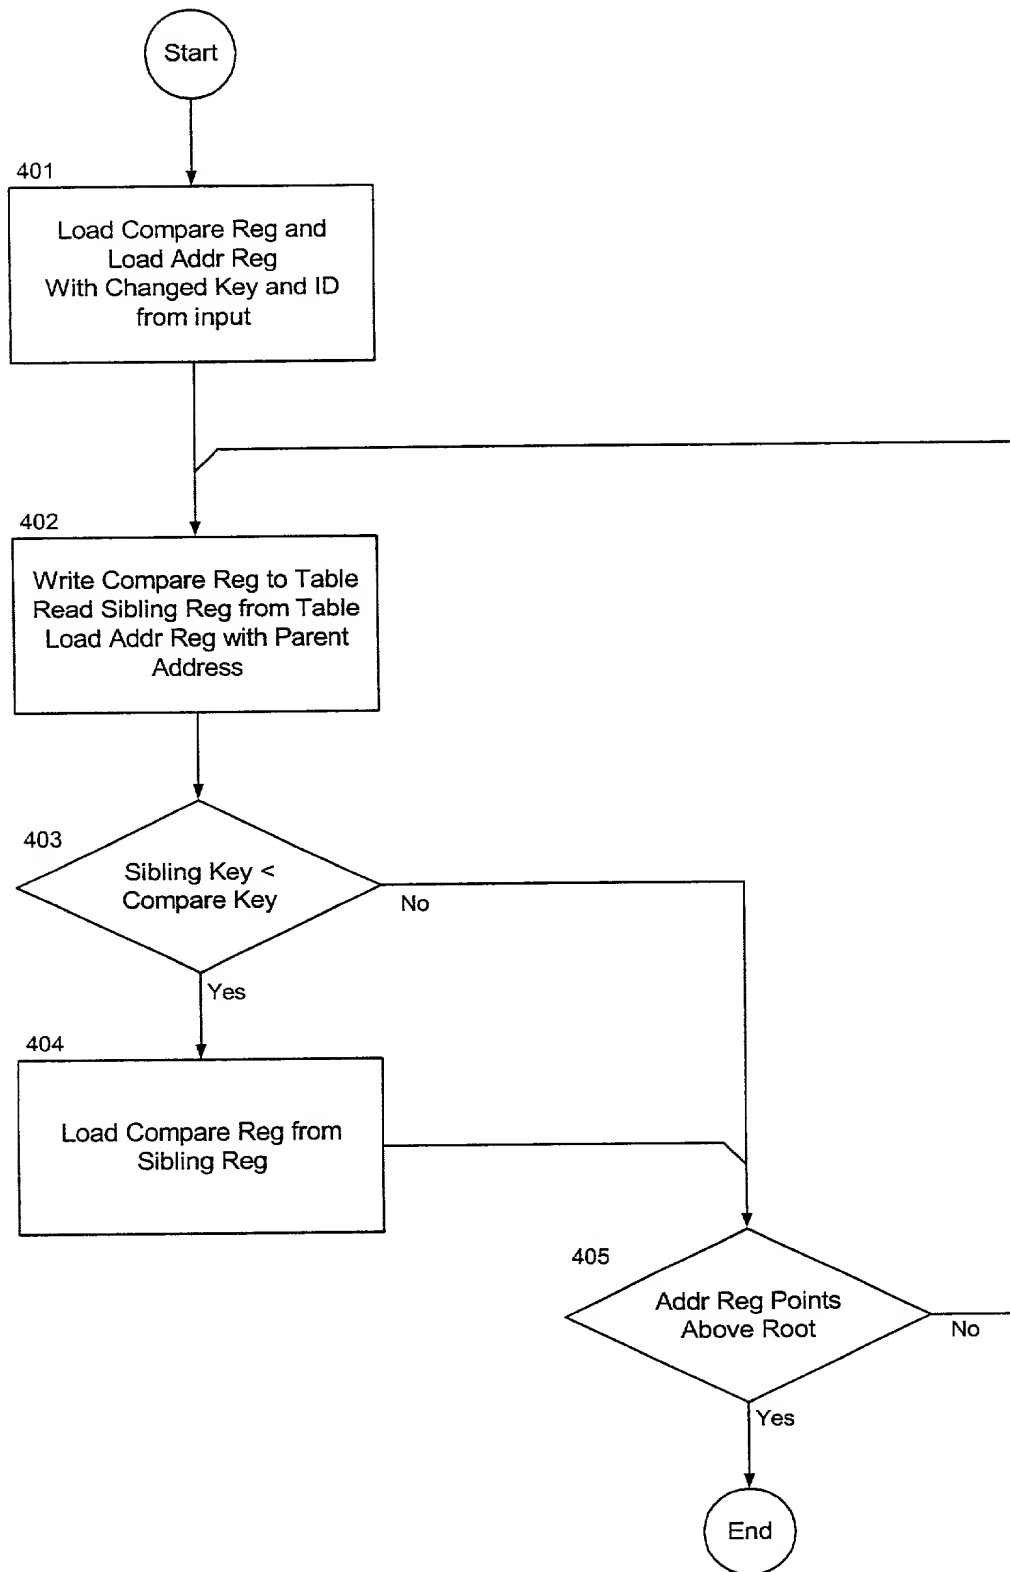 Start
401
Load Compare Reg and
Load Addr Reg
With Changed Key and ID
from input
402
Write Compare Reg to Table
Read Sibling Reg from Table
Load Addr Reg with Parent
Address
403
Sibling Key <
Compare Key
No
Yes
404
Load Compare Reg from
Sibling Reg
405
Addr Reg Points
Above Root
No
Yes
End